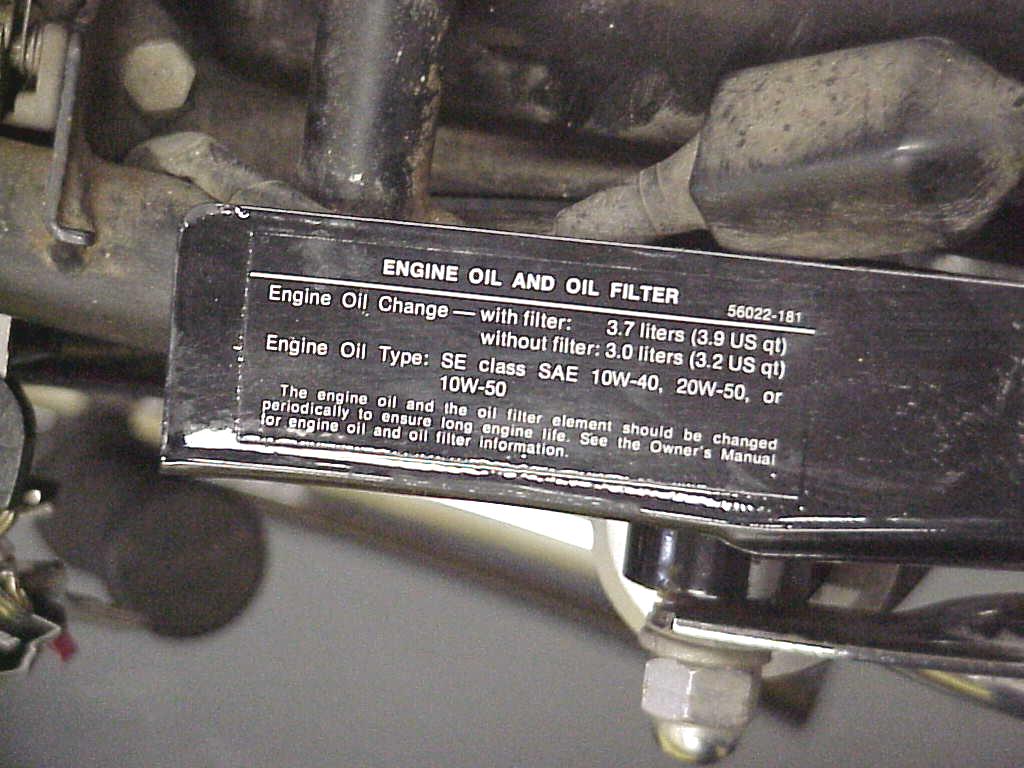 ENGINE OIL AND OIL FILTER
56022-181
Engine Oil Change — with filter: 3.7 liters (3.9 US qt)
without filter: 3.0 liters (3.2 US qt)
Engine Oil Type: SE class SAE 10W-40, 20W-50, or
10W-50
The engine oil and the oil filter element should be changed
periodically to ensure long engine life. See the Owner's Manual
for engine oil and oil filter information.